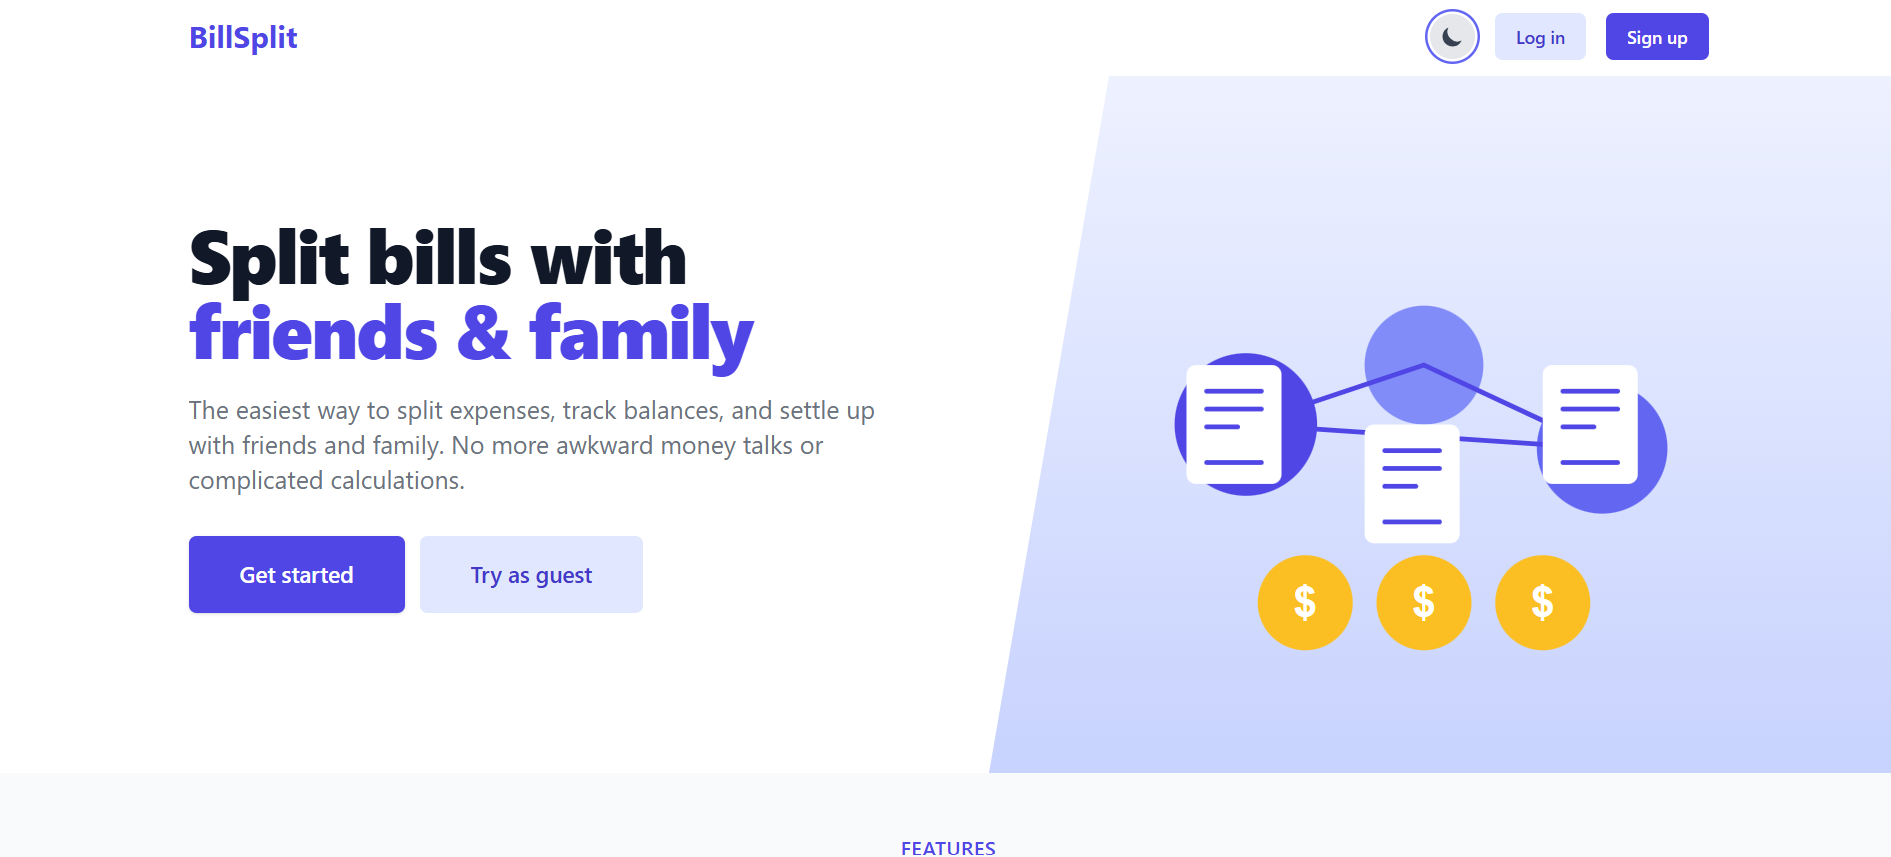 BillSplit
Log in
Sign up
Split bills with
friends & family
The easiest way to split expenses, track balances, and settle up
with friends and family. No more awkward money talks or
complicated calculations.
Get started
Try as guest
$ $ $
FEATURES